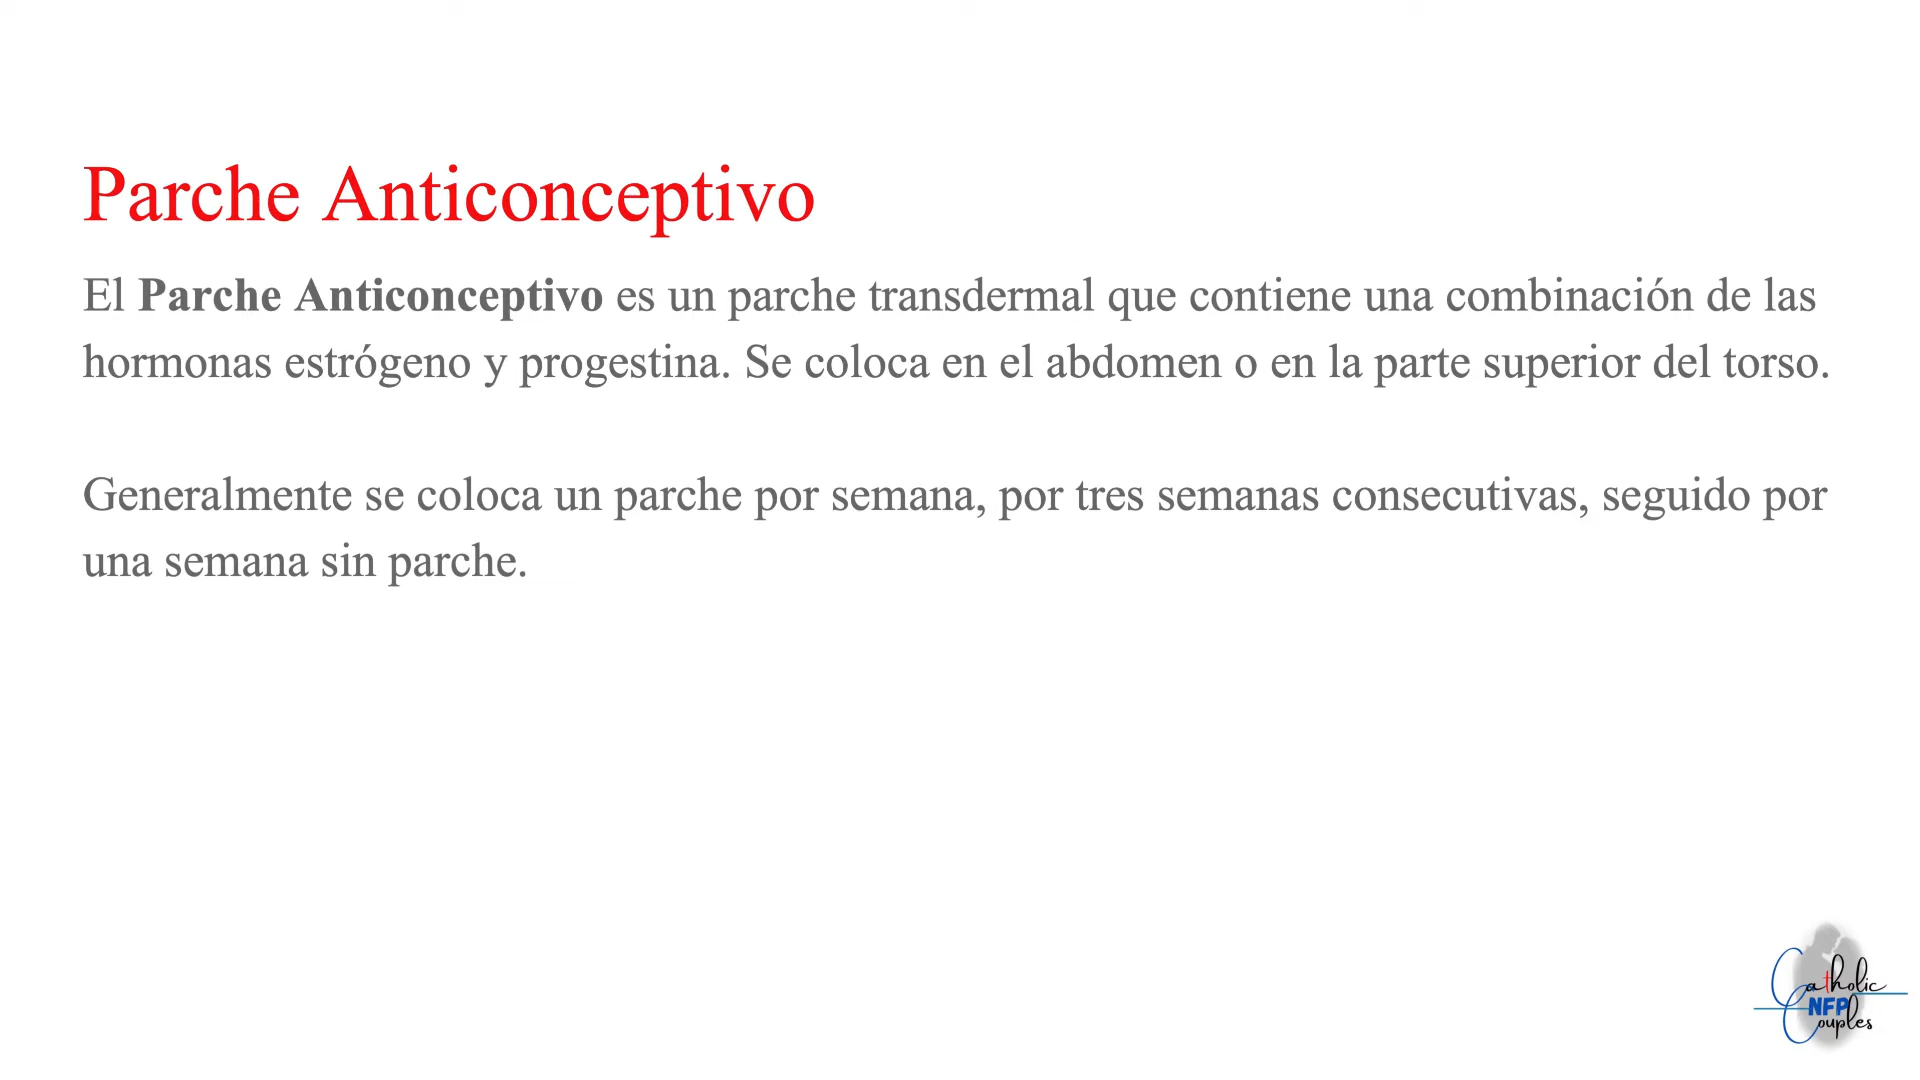 Parche Anticonceptivo
El Parche Anticonceptivo es un parche transdermal que contiene una combinación de las
hormonas estrógeno y progestina. Se coloca en el abdomen o en la parte superior del torso.
Generalmente se coloca un parche por semana, por tres semanas consecutivas, seguido por
una semana sin parche.
Catholic
NFP
Couples